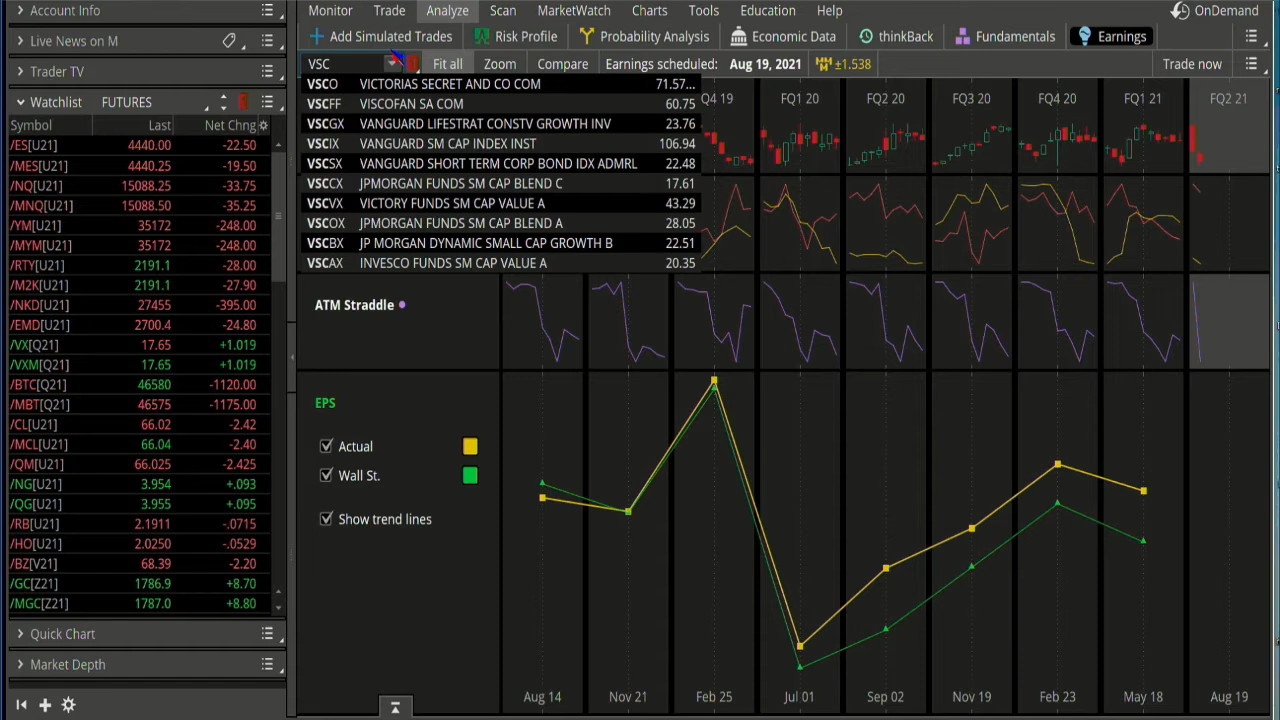 Account Info
Monitor Trade Analyze Scan MarketWatch Charts Tools Education Help OnDemand
Live News on M
Add Simulated Trades Risk Profile Probability Analysis Economic Data thinkBack Fundamentals Earnings
Trader TV
VSC Fit all Zoom Compare Earnings scheduled: Aug 19, 2021 ±1.538 Trade now
Watchlist FUTURES
Symbol Last Net Chng
/ES[U21] 4440.00 -22.50
/MES[U21] 4440.25 -19.50
/NQ[U21] 15088.25 -33.75
/MNQ[U21] 15088.50 -35.25
/YM[U21] 35172 -248.00
/MYM[U21] 35172 -248.00
/RTY[U21] 2191.1 -28.00
/M2K[U21] 2191.1 -27.90
/NKD[U21] 27455 -395.00
/EMD[U21] 2700.4 -24.80
/VX[Q21] 17.65 +1.019
/VXM[Q21] 17.65 +1.019
/BTC[Q21] 46580 -1120.00
/MBT[Q21] 46575 -1175.00
/CL[U21] 66.02 -2.42
/MCL[U21] 66.04 -2.40
/QM[U21] 66.025 -2.425
/NG[U21] 3.954 +.093
/QG[U21] 3.955 +.095
/RB[U21] 2.1911 -.0715
/HO[U21] 2.0250 -.0529
/BZ[V21] 68.39 -2.20
/GC[Z21] 1786.9 +8.70
/MGC[Z21] 1787.0 +8.80
Quick Chart
Market Depth
VSCO VICTORIAS SECRET AND CO COM 71.57...
VSCFF VISCOFAN SA COM 60.75
VSCGX VANGUARD LIFESTRAT CONSTV GROWTH INV 23.76
VSCIX VANGUARD SM CAP INDEX INST 106.94
VSCSX VANGUARD SHORT TERM CORP BOND IDX ADMRL 22.48
VSCCX JPMORGAN FUNDS SM CAP BLEND C 17.61
VSCVX VICTORY FUNDS SM CAP VALUE A 43.29
VSCOX JPMORGAN FUNDS SM CAP BLEND A 28.05
VSCBX JP MORGAN DYNAMIC SMALL CAP GROWTH B 22.51
VSCAX INVESCO FUNDS SM CAP VALUE A 20.35
Q4 19 FQ1 20 FQ2 20 FQ3 20 FQ4 20 FQ1 21 FQ2 21
ATM Straddle
EPS
Actual
Wall St.
Show trend lines
Aug 14 Nov 21 Feb 25 Jul 01 Sep 02 Nov 19 Feb 23 May 18 Aug 19